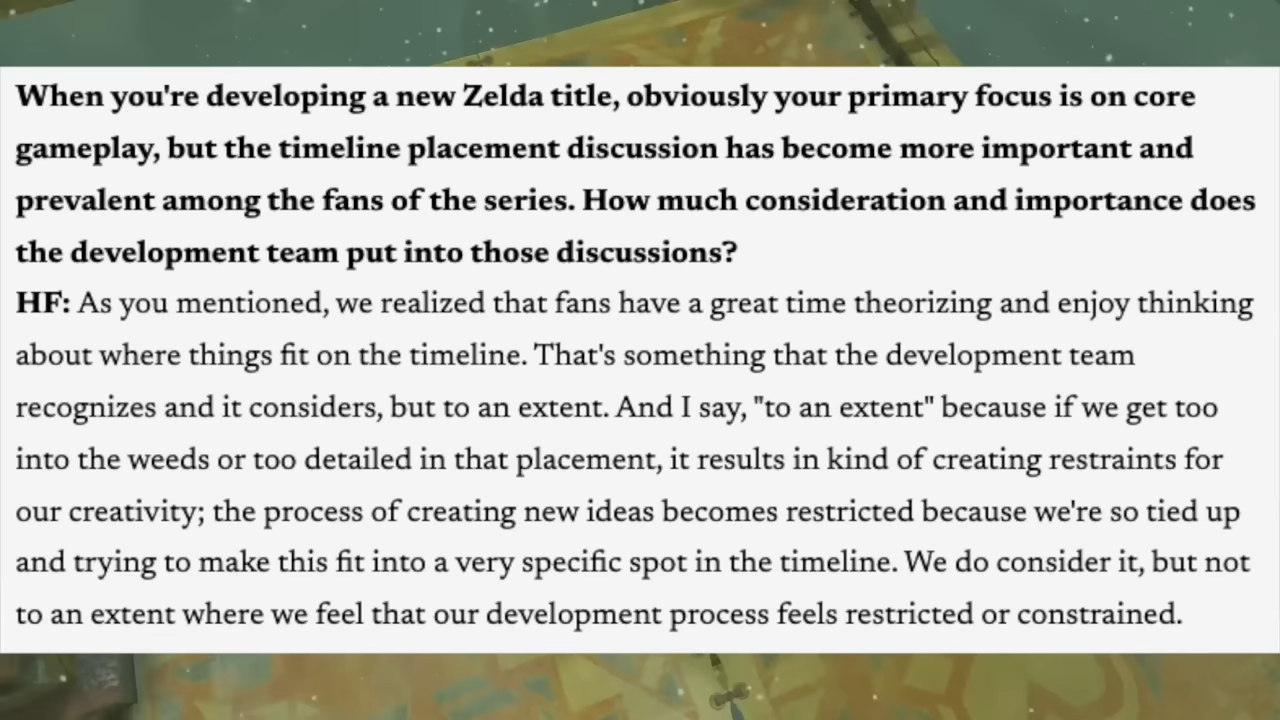 When you're developing a new Zelda title, obviously your primary focus is on core
gameplay, but the timeline placement discussion has become more important and
prevalent among the fans of the series. How much consideration and importance does
the development team put into those discussions?
HF: As you mentioned, we realized that fans have a great time theorizing and enjoy thinking
about where things fit on the timeline. That's something that the development team
recognizes and it considers, but to an extent. And I say, "to an extent" because if we get too
into the weeds or too detailed in that placement, it results in kind of creating restraints for
our creativity; the process of creating new ideas becomes restricted because we're so tied up
and trying to make this fit into a very specific spot in the timeline. We do consider it, but not
to an extent where we feel that our development process feels restricted or constrained.